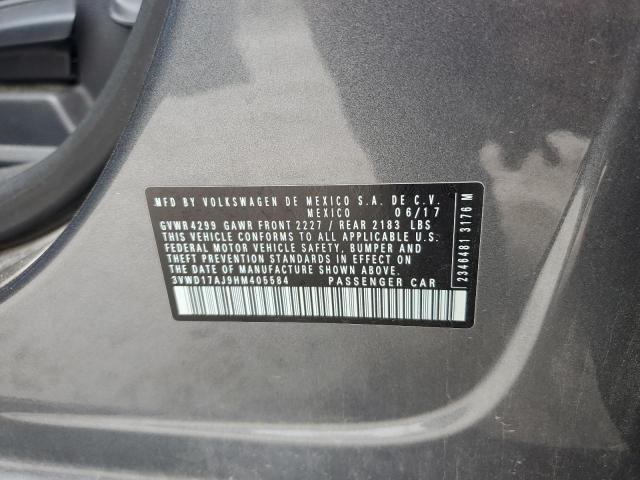 MFD BY VOLKSWAGEN DE MEXICO S.A. DE C.V.
MEXICO 06/17
GVWR 4299 GAWR FRONT 2227 / REAR 2183 LBS
THIS VEHICLE CONFORMS TO ALL APPLICABLE U.S.
FEDERAL MOTOR VEHICLE SAFETY, BUMPER AND
THEFT PREVENTION STANDARDS IN EFFECT ON
THE DATE OF MANUFACTURE SHOWN ABOVE.
3VWD17AJ9HM405584 PASSENGER CAR
2346481 3176 M